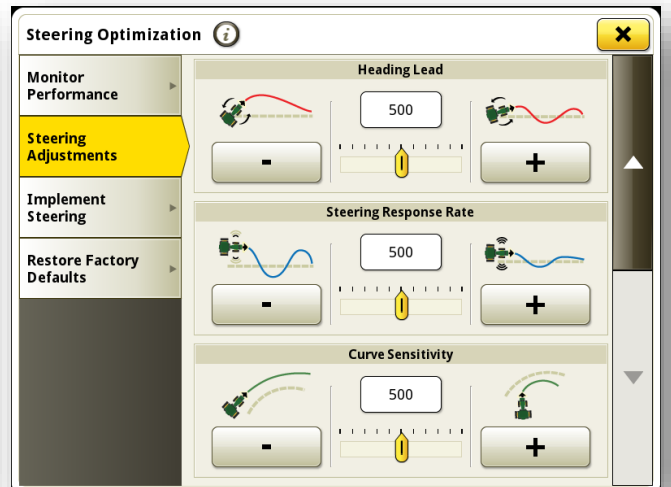 Steering Optimization i
Monitor
Performance
Steering
Adjustments
Implement
Steering
Restore Factory
Defaults
Heading Lead
500
- +
Steering Response Rate
500
- +
Curve Sensitivity
500
- +